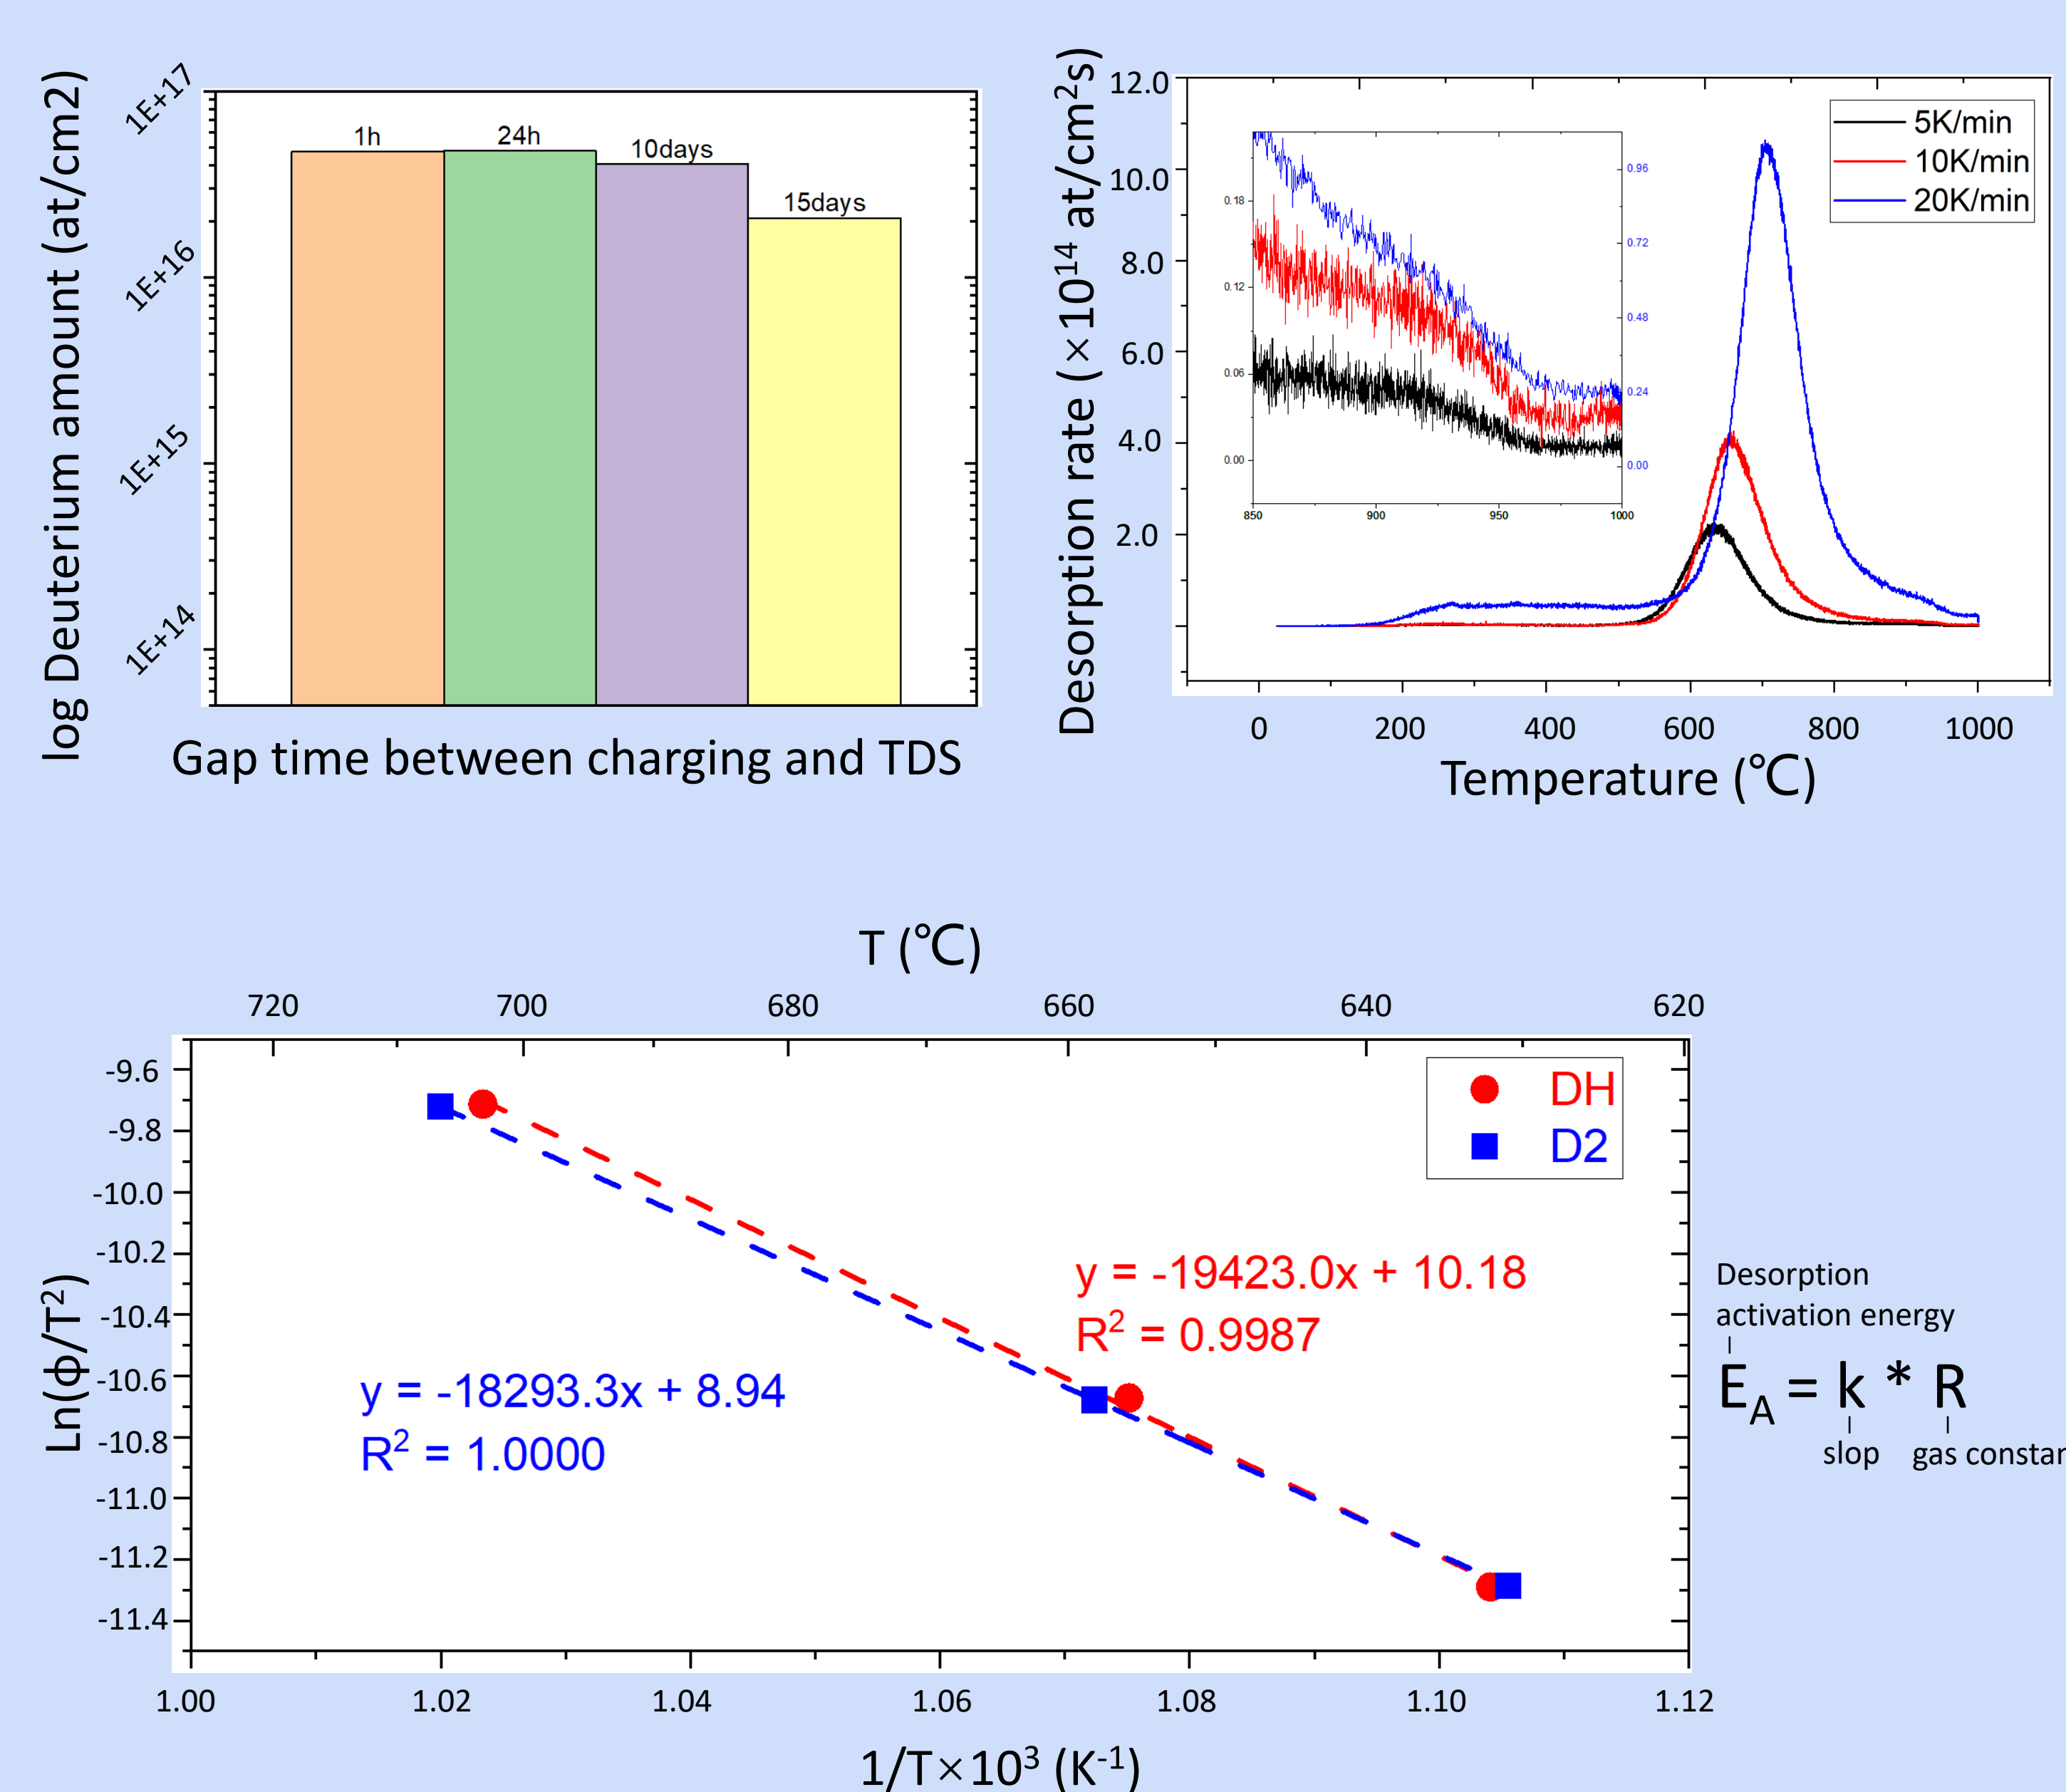 log Deuterium amount (at/cm2)
1E+17
1E+16
1E+15
1E+14
1h
24h
10days
15days
Gap time between charging and TDS
Desorption rate (×10¹⁴ at/cm²s)
12.0
10.0
8.0
6.0
4.0
2.0
5K/min
10K/min
20K/min
0.18
0.12
0.06
0.00
0.96
0.72
0.48
0.24
0.00
850
900
950
1000
0
200
400
600
800
1000
Temperature (℃)
T (℃)
720
700
680
660
640
620
Ln(ϕ/T²)
-9.6
-9.8
-10.0
-10.2
-10.4
-10.6
-10.8
-11.0
-11.2
-11.4
DH
D2
y = -19423.0x + 10.18
R² = 0.9987
y = -18293.3x + 8.94
R² = 1.0000
1.00
1.02
1.04
1.06
1.08
1.10
1.12
1/T×10³ (K⁻¹)
Desorption
activation energy
E_A = k * R
slop
gas